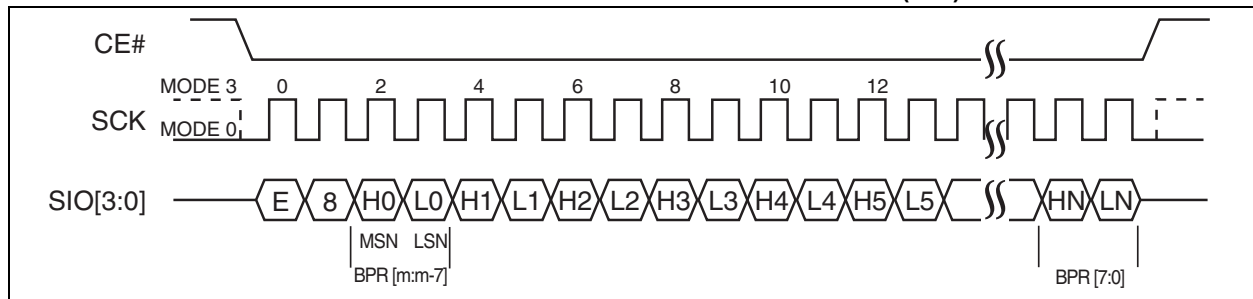 CE#
MODE 3 0 2 4 6 8 10 12
SCK
MODE 0
SIO[3:0] E 8 H0 L0 H1 L1 H2 L2 H3 L3 H4 L4 H5 L5 HN LN
MSN LSN
BPR [m:m-7] BPR [7:0]